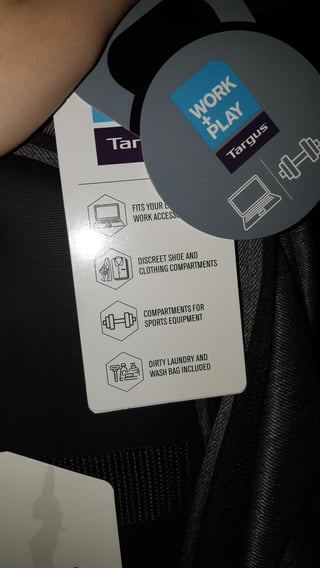 WORK
+
PLAY
Targus
Tar
FITS YOUR
WORK ACCESS
DISCREET SHOE AND
CLOTHING COMPARTMENTS
COMPARTMENTS FOR
SPORTS EQUIPMENT
DIRTY LAUNDRY AND
WASH BAG INCLUDED